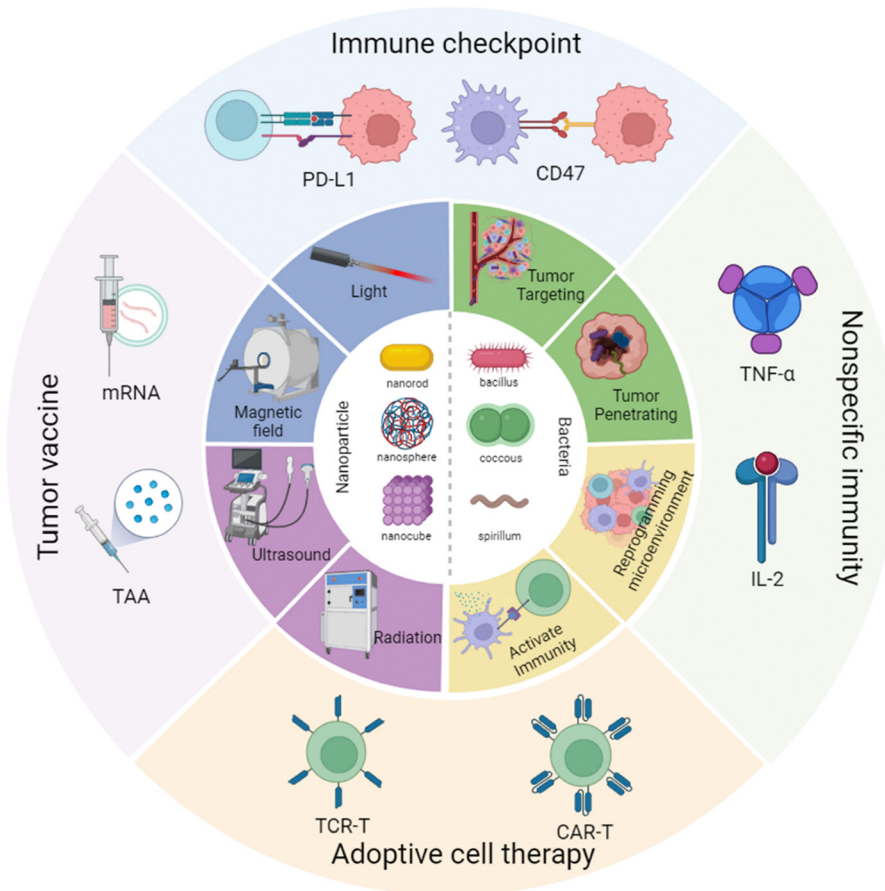 Immune checkpoint
PD-L1
CD47
Light
Tumor
Targeting
Magnetic
field
Tumor
Penetrating
Nanoparticle
nanorod
nanosphere
nanocube
bacillus
coccous
spirillum
Bacteria
Ultrasound
Radiation
Reprogramming
microenvironment
Activate
Immunity
Tumor vaccine
mRNA
TAA
TNF-α
IL-2
Nonspecific immunity
TCR-T
CAR-T
Adoptive cell therapy